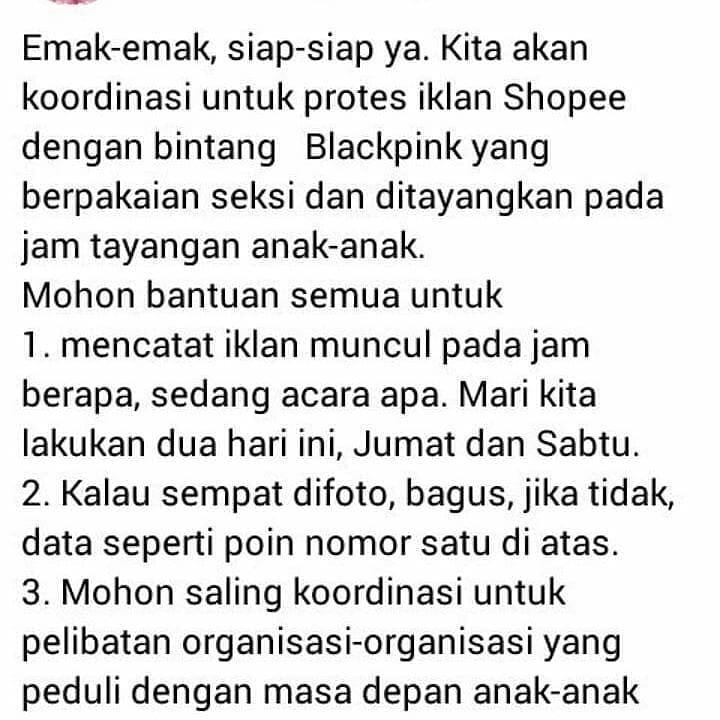 Emak-emak, siap-siap ya. Kita akan
koordinasi untuk protes iklan Shopee
dengan bintang Blackpink yang
berpakaian seksi dan ditayangkan pada
jam tayangan anak-anak.
Mohon bantuan semua untuk
1. mencatat iklan muncul pada jam
berapa, sedang acara apa. Mari kita
lakukan dua hari ini, Jumat dan Sabtu.
2. Kalau sempat difoto, bagus, jika tidak,
data seperti poin nomor satu di atas.
3. Mohon saling koordinasi untuk
pelibatan organisasi-organisasi yang
peduli dengan masa depan anak-anak